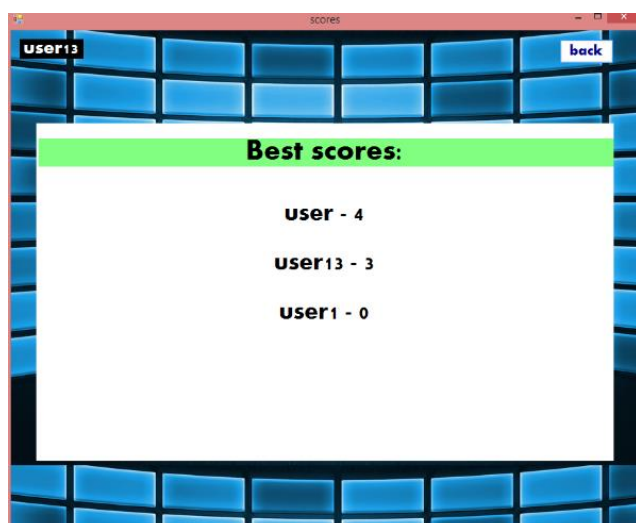 scores
user13
back
Best scores:
user - 4
user13 - 3
user1 - 0